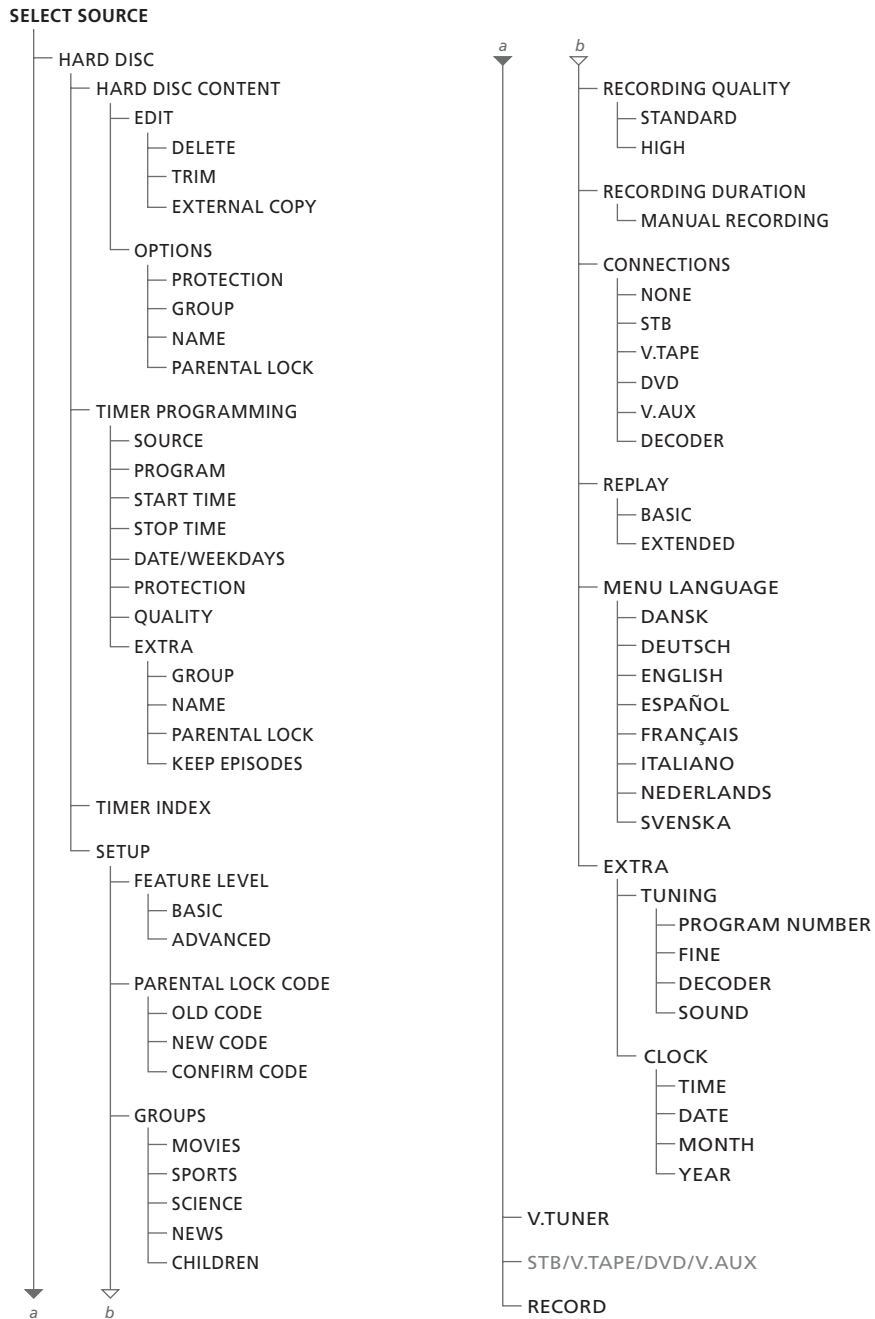 SELECT SOURCE
HARD DISC
HARD DISC CONTENT
EDIT
DELETE
TRIM
EXTERNAL COPY
OPTIONS
PROTECTION
GROUP
NAME
PARENTAL LOCK
TIMER PROGRAMMING
SOURCE
PROGRAM
START TIME
STOP TIME
DATE/WEEKDAYS
PROTECTION
QUALITY
EXTRA
GROUP
NAME
PARENTAL LOCK
KEEP EPISODES
TIMER INDEX
SETUP
FEATURE LEVEL
BASIC
ADVANCED
PARENTAL LOCK CODE
OLD CODE
NEW CODE
CONFIRM CODE
GROUPS
MOVIES
SPORTS
SCIENCE
NEWS
CHILDREN
a b
a b
RECORDING QUALITY
STANDARD
HIGH
RECORDING DURATION
MANUAL RECORDING
CONNECTIONS
NONE
STB
V.TAPE
DVD
V.AUX
DECODER
REPLAY
BASIC
EXTENDED
MENU LANGUAGE
DANSK
DEUTSCH
ENGLISH
ESPAÑOL
FRANÇAIS
ITALIANO
NEDERLANDS
SVENSKA
EXTRA
TUNING
PROGRAM NUMBER
FINE
DECODER
SOUND
CLOCK
TIME
DATE
MONTH
YEAR
V.TUNER
STB/V.TAPE/DVD/V.AUX
RECORD